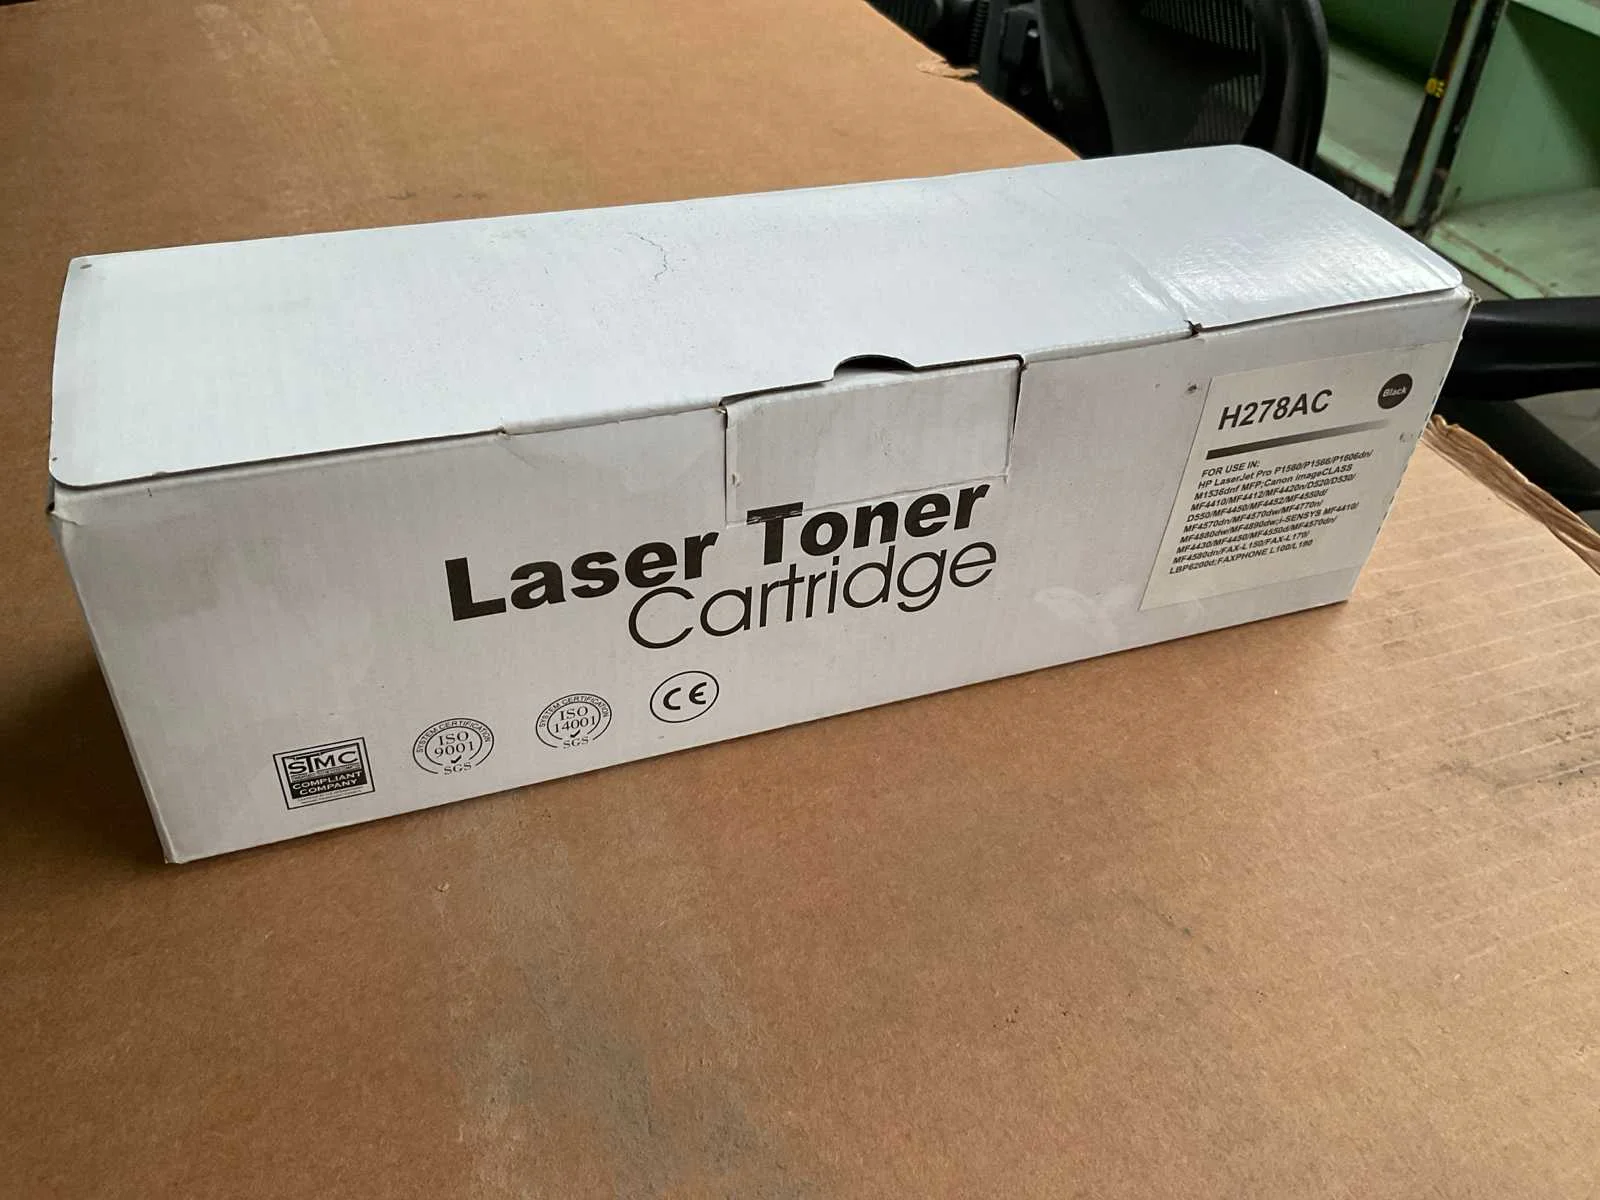 H278AC
Black
FOR USE IN:
HP LaserJet Pro P1560/P1566/P1606dn/
M1536dnf MFP;Canon imageCLASS
MF4410/MF4412/MF4420n/D520/D530/
D550/MF4450/MF4452/MF4550d/
MF4570dn/MF4570dw/MF4770n/
MF4880dw/MF4890dw;I-SENSYS MF4410/
MF4430/MF4450/MF4550d/MF4570dn/
MF4580dn/FAX-L150/FAX-L170/
LBP6200d;FAXPHONE L100/L190
Laser Toner
Cartridge
STMC
COMPLIANT
COMPANY
SYSTEM CERTIFICATION
ISO
9001
SGS
SYSTEM CERTIFICATION
ISO
14001
SGS
CE